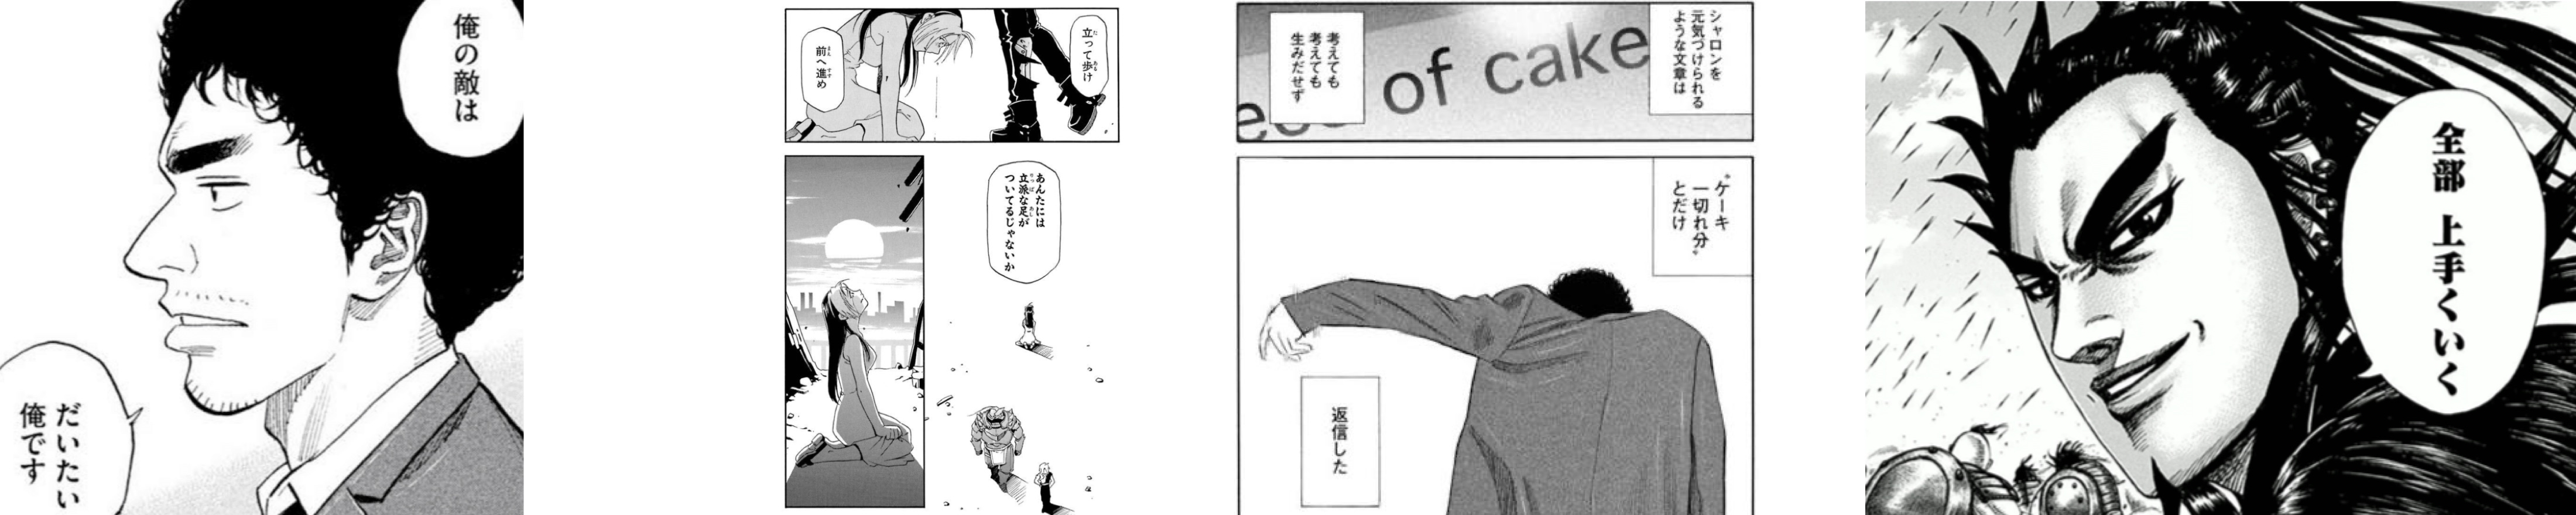 俺の敵は
だいたい
俺です
立って歩け
前へ進め
あんたには
立派な足が
ついてるじゃないか
シャロンを
元気づけられる
ような文章は
考えても
考えても
生みだせず
ece of cake
“ケーキ
一切れ分”
とだけ
返信した
全部 上手くいく